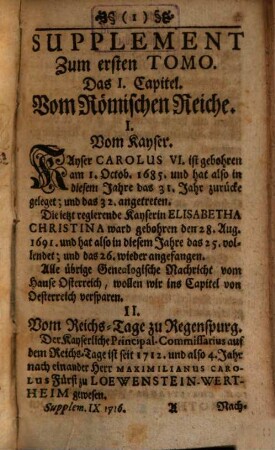 (1)
SUPPLEMENT
Zum ersten TOMO.
Das I. Capitel.
Vom Römischen Reiche.
I.
Vom Kayser.
KAyser CAROLUS VI. ist gebohren
am 1. Octob. 1685. und hat also in
diesem Jahre das 31. Jahr zurücke
geleget; und das 32. angetreten.
Die jetzt regierende Kayserin ELISABETHA
CHRISTINA ward gebohren den 28. Aug.
1691. und hat also in diesem Jahre das 25. vol-
lendet; und das 26. wieder angefangen.
Alle übrige Genealogische Nachricht vom
Hause Osterreich, wollen wir ins Capitel von
Oesterreich versparen.
II.
Vom Reichs-Tage zu Regenspurg.
Der Kayserliche Principal-Commissarius auf
dem Reichs-Tage ist seit 1712. und also 4. Jahr
nach einander Herr MAXIMILIANUS CARO-
LUS Fürst zu LOEWENSTEIN-WERT-
HEIM gewesen.
Supplem. IX 1716. A Nach-